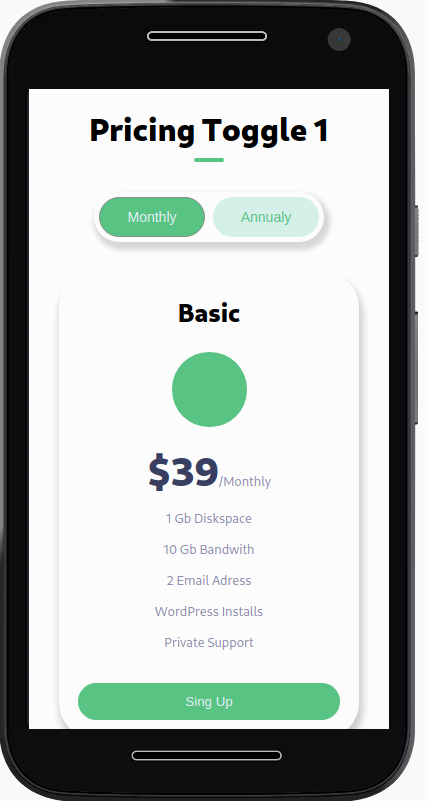 Pricing Toggle 1
Monthly Annualy
Basic
$39/Monthly
1 Gb Diskspace
10 Gb Bandwith
2 Email Adress
WordPress Installs
Private Support
Sing Up